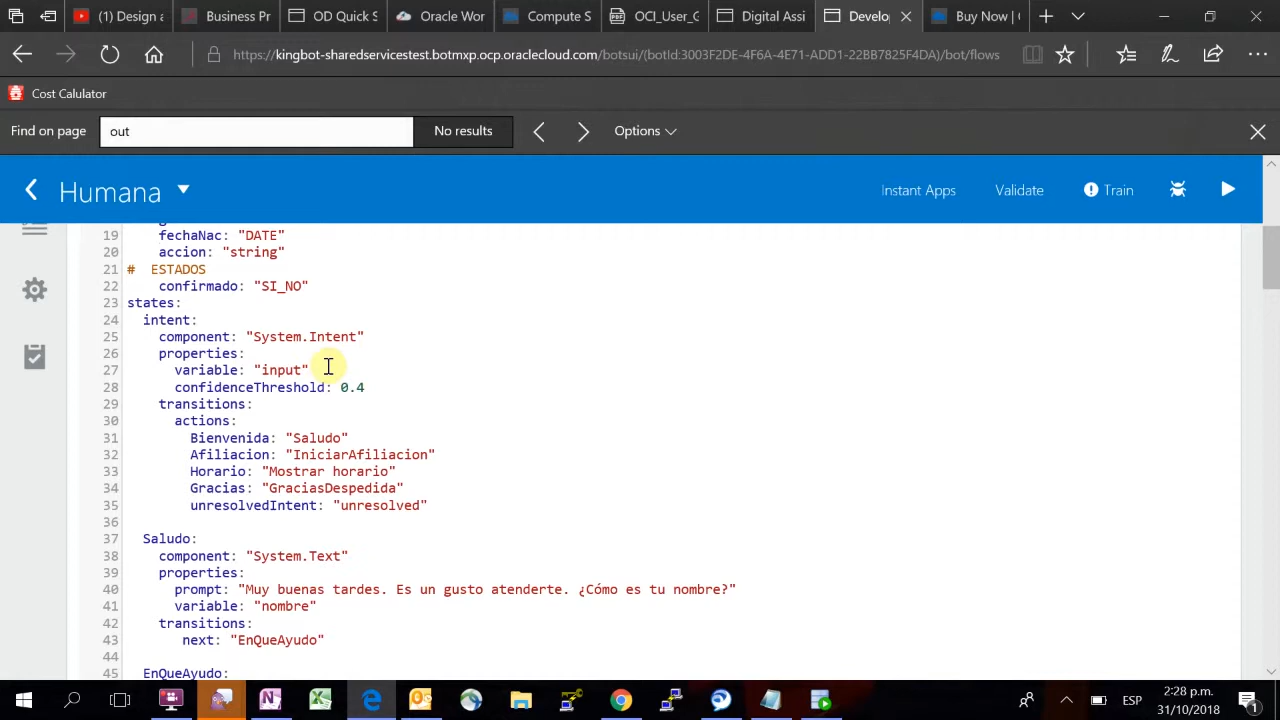 (1) Design a
Business Pr
OD Quick S
Oracle Wor
Compute S
OCI_User_G
Digital Assi
Develo
Buy Now | (
https://kingbot-sharedservicestest.botmxp.ocp.oraclecloud.com/botsui/(botId:3003F2DE-4F6A-4E71-ADD1-22BB7825F4DA)/bot/flows
Cost Calulator
Find on page
out
No results
Options
Humana
Instant Apps
Validate
Train
19 fechaNac: "DATE"
20 accion: "string"
21 # ESTADOS
22 confirmado: "SI_NO"
23 states:
24 intent:
25 component: "System.Intent"
26 properties:
27 variable: "input"
28 confidenceThreshold: 0.4
29 transitions:
30 actions:
31 Bienvenida: "Saludo"
32 Afiliacion: "IniciarAfiliacion"
33 Horario: "Mostrar horario"
34 Gracias: "GraciasDespedida"
35 unresolvedIntent: "unresolved"
36
37 Saludo:
38 component: "System.Text"
39 properties:
40 prompt: "Muy buenas tardes. Es un gusto atenderte. ¿Cómo es tu nombre?"
41 variable: "nombre"
42 transitions:
43 next: "EnQueAyudo"
44
45 EnQueAyudo:
ESP
2:28 p.m.
31/10/2018
1